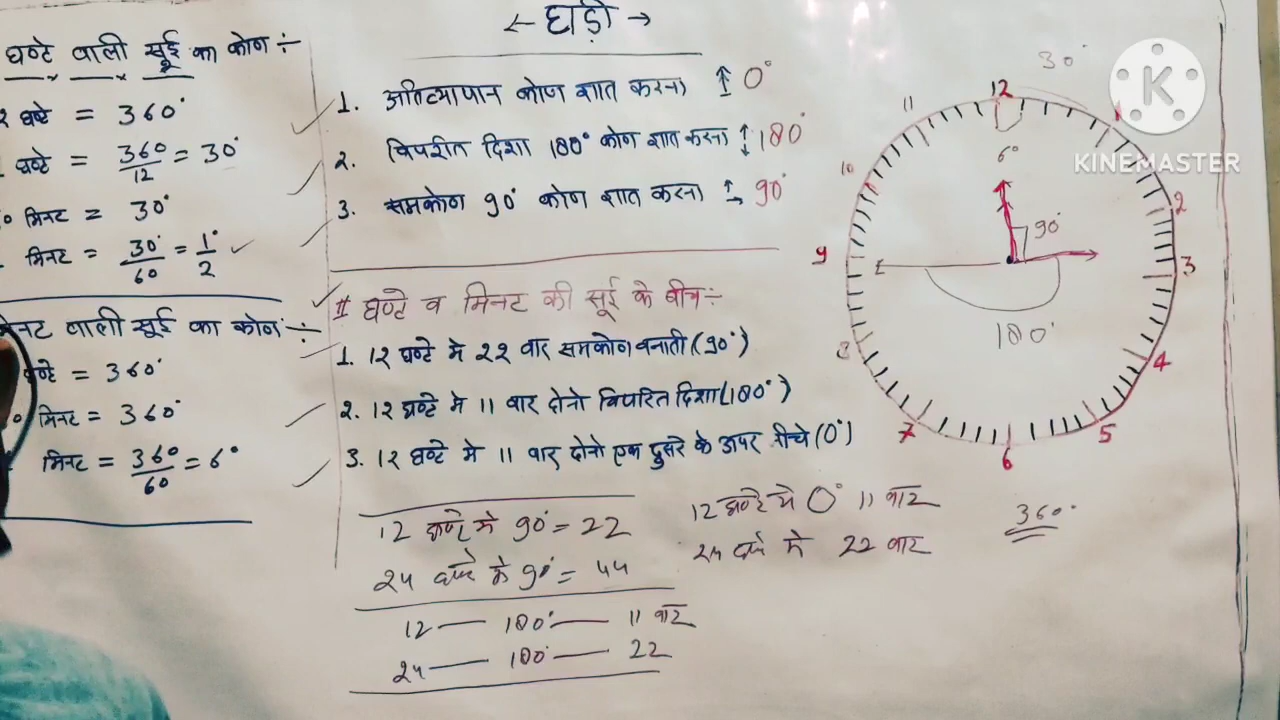 ← घड़ी →
घण्टे वाली सूई का कोण :-
घण्टे = 360°
घण्टे = 360/12 = 30°
मिनट = 30°
मिनट = 30°/60 = 1°/2
वाली सूई का कोण :-
= 360°
मिनट = 360°
मिनट = 360/60 = 6°
1. अतिव्यापान कोण ज्ञात करना 0°
2. विपरीत दिशा 180° कोण ज्ञात करना 180°
3. समकोण 90° कोण ज्ञात करना 90°
II घण्टे व मिनट की सूई के बीच :-
1. 12 घण्टे मे 22 वार समकोण वनाती (90°)
2. 12 घण्टे मे 11 वार दोनो विपरित दिशा (180°)
3. 12 घण्टे मे 11 वार दोनो एक दुसरे के उपर नीचे (0°)
12 घण्टे मे 90° = 22
24 घण्टे मे 90° = 44
12 — 180° — 11 वार
24 — 180° — 22
12 घण्टे मे 0° 11 वार
24 घण्टे मे 22 वार
360°
30°
12
1
2
3
4
5
6
7
8
9
10
11
6°
90°
180°
K
KINEMASTER